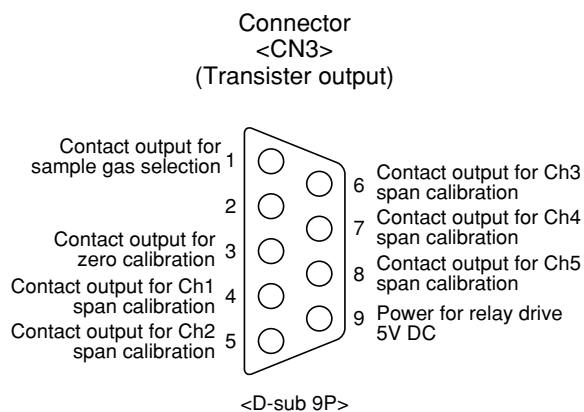 Connector
<CN3>
(Transister output)
Contact output for
sample gas selection 1
2
Contact output for
zero calibration 3
Contact output for Ch1
span calibration 4
Contact output for Ch2
span calibration 5
6 Contact output for Ch3
span calibration
7 Contact output for Ch4
span calibration
8 Contact output for Ch5
span calibration
9 Power for relay drive
5V DC
<D-sub 9P>